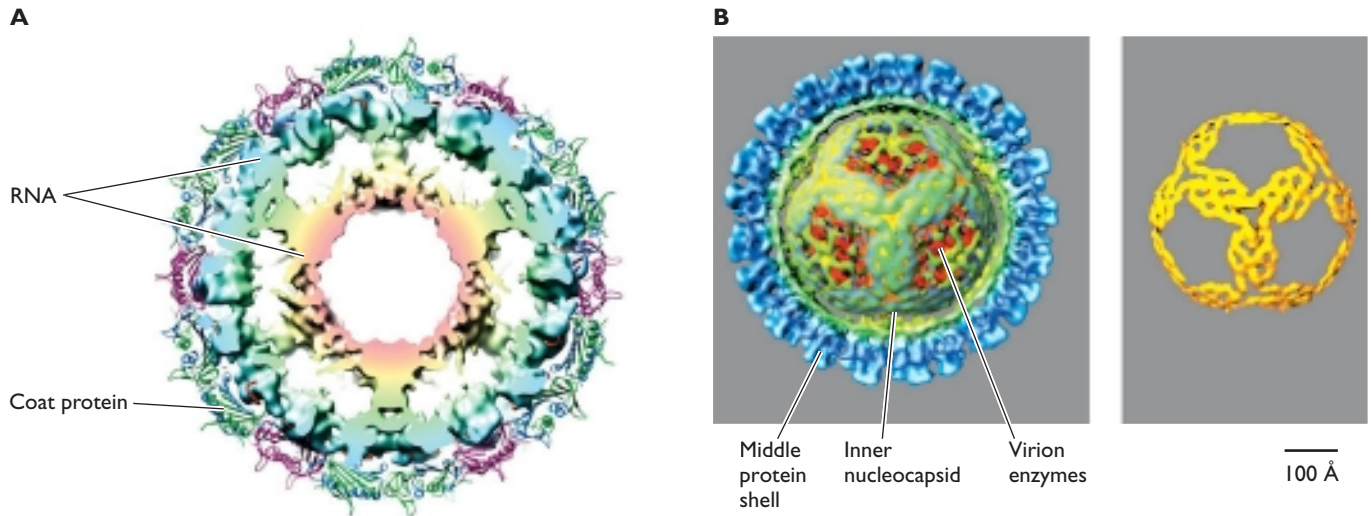 A
B
RNA
Coat protein
Middle
protein
shell
Inner
nucleocapsid
Virion
enzymes
100 Å